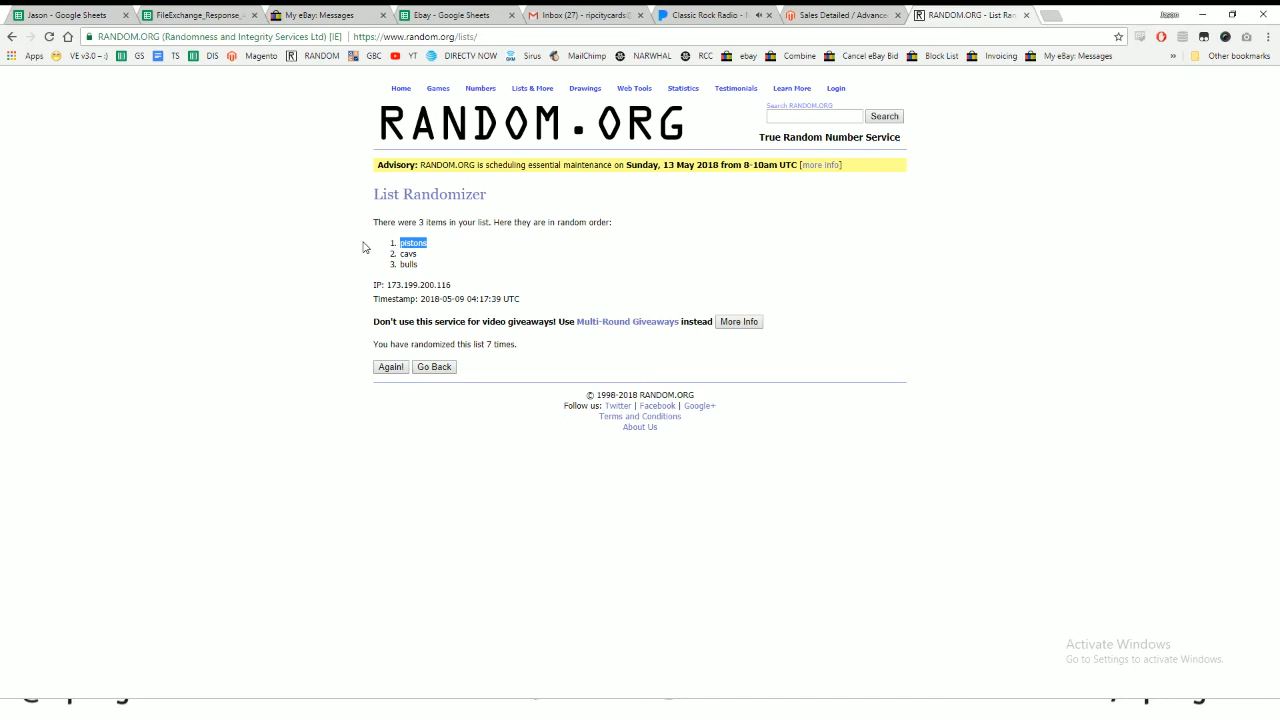 Jason - Google Sheets
FileExchange_Response_
My eBay: Messages
Ebay - Google Sheets
Inbox (27) - ripcitycards
Classic Rock Radio -
Sales Detailed / Advance
RANDOM.ORG - List Ran
Jason
RANDOM.ORG (Randomness and Integrity Services Ltd) [IE] https://www.random.org/lists/
Apps VE v3.0 -- :) GS TS DIS Magento RANDOM GBC YT DIRECTV NOW Sirus MailChimp NARWHAL RCC ebay Combine Cancel eBay Bid Block List Invoicing My eBay: Messages » Other bookmarks
Home Games Numbers Lists & More Drawings Web Tools Statistics Testimonials Learn More Login
RANDOM.ORG
Search RANDOM.ORG
Search
True Random Number Service
Advisory: RANDOM.ORG is scheduling essential maintenance on Sunday, 13 May 2018 from 8-10am UTC [more info]
List Randomizer
There were 3 items in your list. Here they are in random order:
1. pistons
2. cavs
3. bulls
IP: 173.199.200.116
Timestamp: 2018-05-09 04:17:39 UTC
Don't use this service for video giveaways! Use Multi-Round Giveaways instead More Info
You have randomized this list 7 times.
Again! Go Back
© 1998-2018 RANDOM.ORG
Follow us: Twitter | Facebook | Google+
Terms and Conditions
About Us
Activate Windows
Go to Settings to activate Windows.